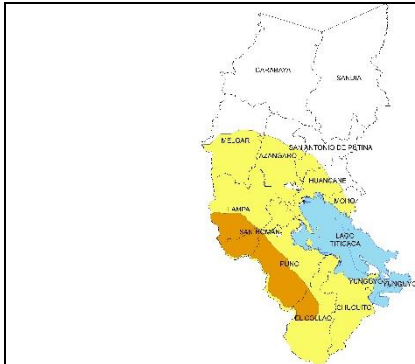 CARABAYA
SANDIA
MELGAR
SAN ANTONIO DE PUTINA
AZANGARO
HUANCANE
MOHO
LAMPA
SAN ROMAN
LAGO
TITICACA
PUNO
YUNGUYO
YUNGUYO
CHUCUITO
EL COLLAO